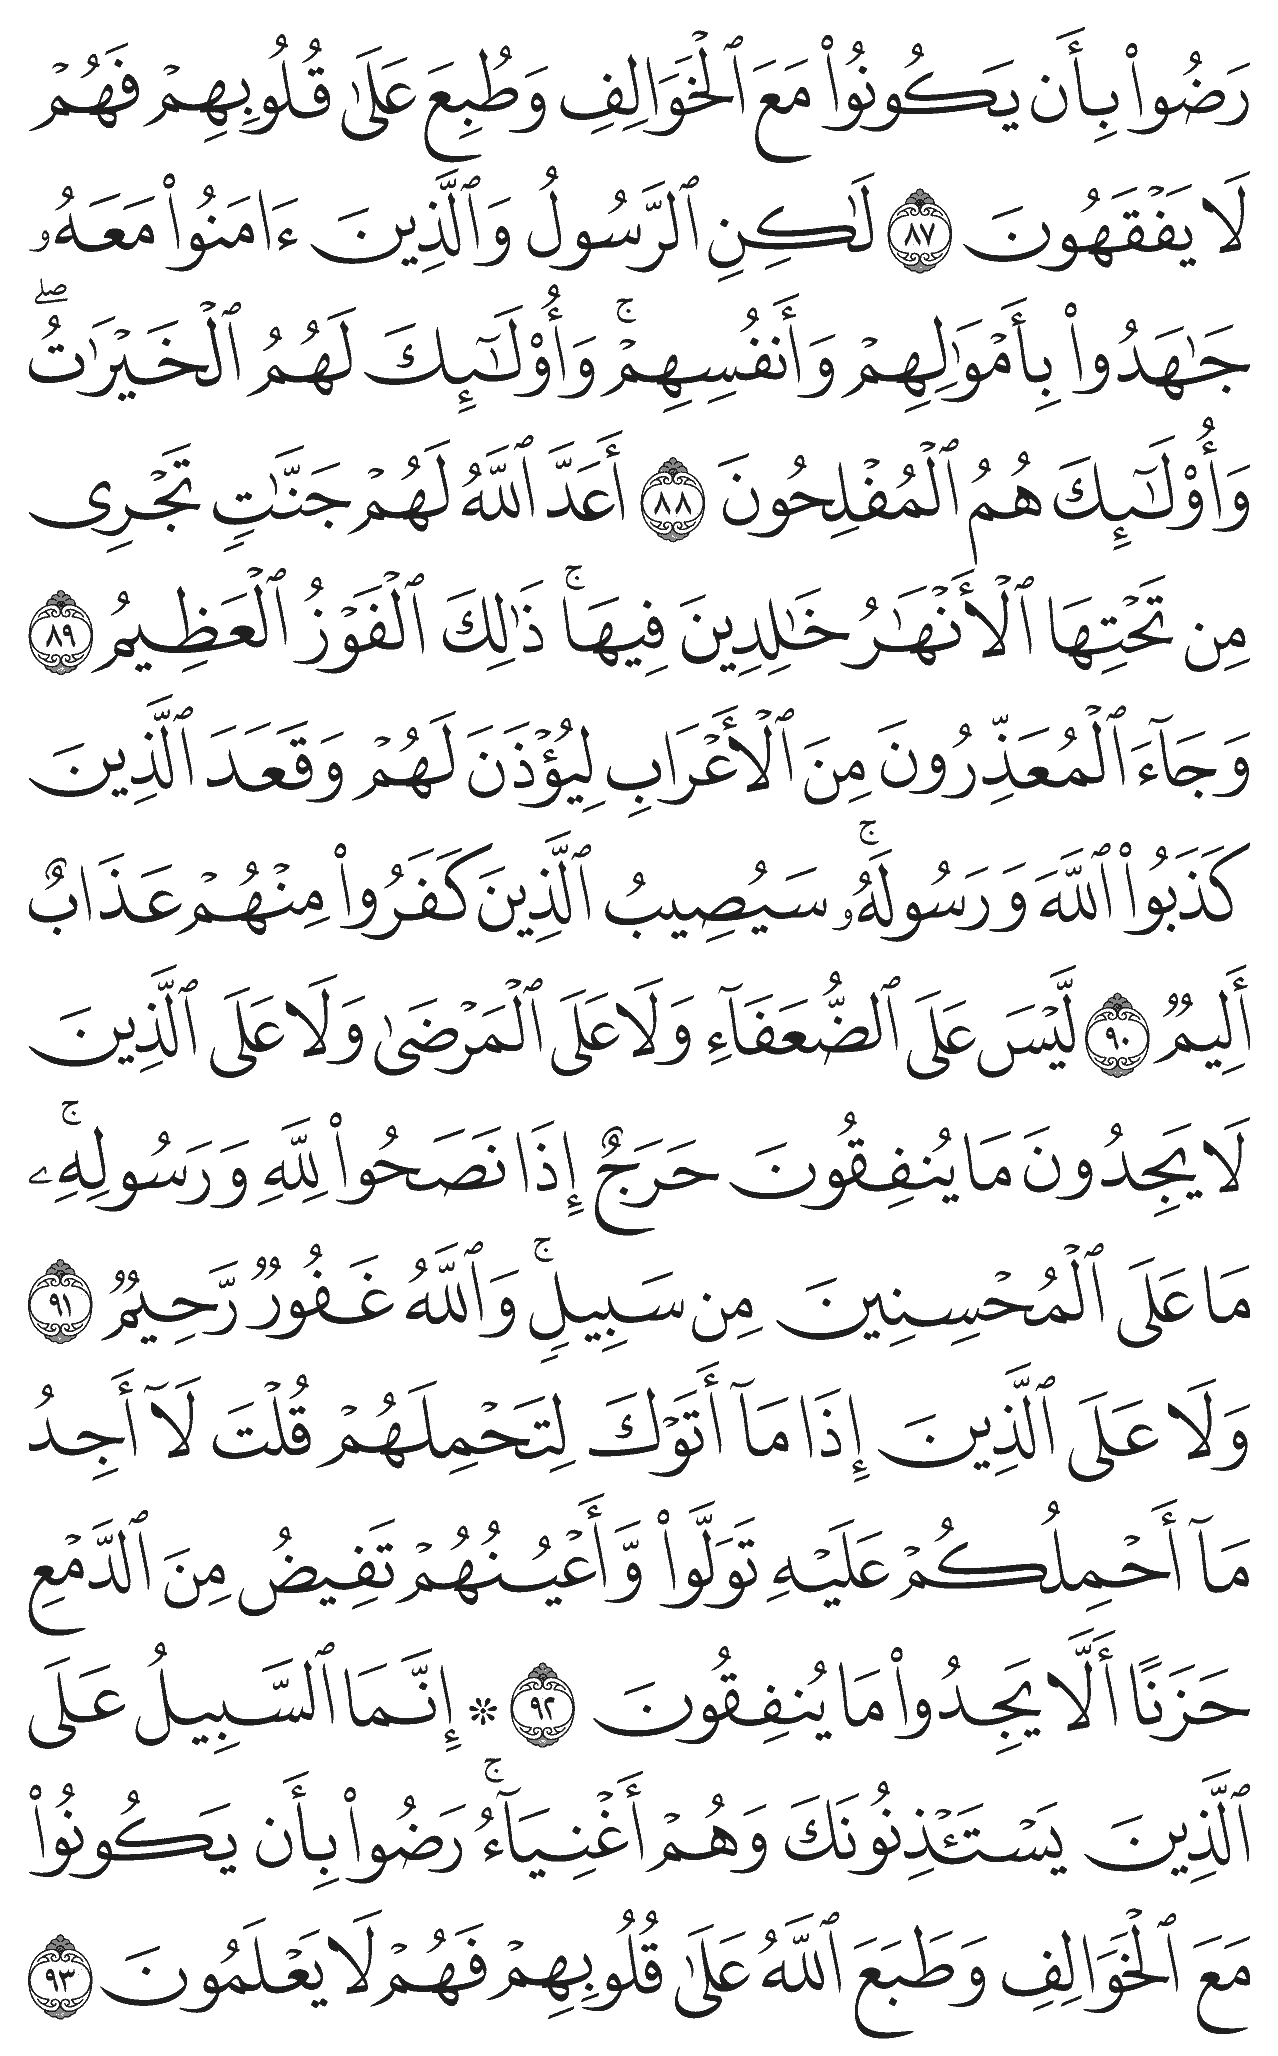 رَضُوا۟ بِأَن يَكُونُوا۟ مَعَ ٱلْخَوَالِفِ وَطُبِعَ عَلَىٰ قُلُوبِهِمْ فَهُمْ
لَا يَفْقَهُونَ ٨٧ لَـٰكِنِ ٱلرَّسُولُ وَٱلَّذِينَ ءَامَنُوا۟ مَعَهُۥ
جَـٰهَدُوا۟ بِأَمْوَٰلِهِمْ وَأَنفُسِهِمْ ۚ وَأُو۟لَـٰٓئِكَ لَهُمُ ٱلْخَيْرَٰتُ ۖ
وَأُو۟لَـٰٓئِكَ هُمُ ٱلْمُفْلِحُونَ ٨٨ أَعَدَّ ٱللَّهُ لَهُمْ جَنَّـٰتٍ تَجْرِى
مِن تَحْتِهَا ٱلْأَنْهَـٰرُ خَـٰلِدِينَ فِيهَا ۚ ذَٰلِكَ ٱلْفَوْزُ ٱلْعَظِيمُ ٨٩
وَجَآءَ ٱلْمُعَذِّرُونَ مِنَ ٱلْأَعْرَابِ لِيُؤْذَنَ لَهُمْ وَقَعَدَ ٱلَّذِينَ
كَذَبُوا۟ ٱللَّهَ وَرَسُولَهُۥ ۚ سَيُصِيبُ ٱلَّذِينَ كَفَرُوا۟ مِنْهُمْ عَذَابٌ
أَلِيمٌ ٩٠ لَّيْسَ عَلَى ٱلضُّعَفَآءِ وَلَا عَلَى ٱلْمَرْضَىٰ وَلَا عَلَى ٱلَّذِينَ
لَا يَجِدُونَ مَا يُنفِقُونَ حَرَجٌ إِذَا نَصَحُوا۟ لِلَّهِ وَرَسُولِهِۦ ۚ
مَا عَلَى ٱلْمُحْسِنِينَ مِن سَبِيلٍ ۚ وَٱللَّهُ غَفُورٌ رَّحِيمٌ ٩١
وَلَا عَلَى ٱلَّذِينَ إِذَا مَآ أَتَوْكَ لِتَحْمِلَهُمْ قُلْتَ لَآ أَجِدُ
مَآ أَحْمِلُكُمْ عَلَيْهِ تَوَلَّوا۟ وَّأَعْيُنُهُمْ تَفِيضُ مِنَ ٱلدَّمْعِ
حَزَنًا أَلَّا يَجِدُوا۟ مَا يُنفِقُونَ ٩٢ ۞ إِنَّمَا ٱلسَّبِيلُ عَلَى
ٱلَّذِينَ يَسْتَـْٔذِنُونَكَ وَهُمْ أَغْنِيَآءُ ۚ رَضُوا۟ بِأَن يَكُونُوا۟
مَعَ ٱلْخَوَالِفِ وَطَبَعَ ٱللَّهُ عَلَىٰ قُلُوبِهِمْ فَهُمْ لَا يَعْلَمُونَ ٩٣